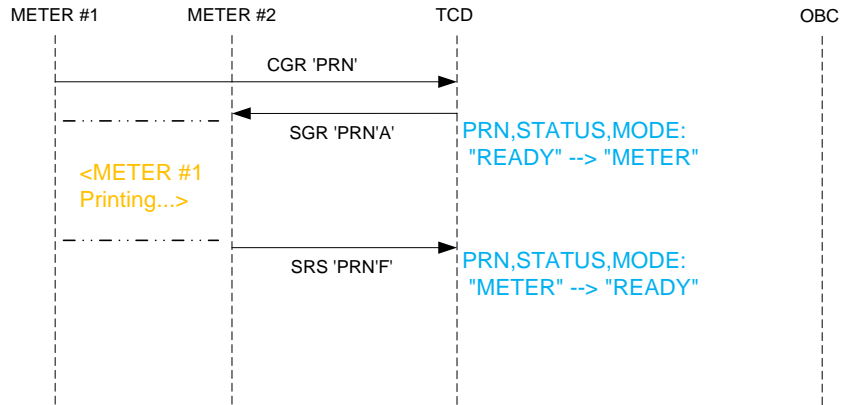 METER #1
METER #2
TCD
OBC
CGR 'PRN'
SGR 'PRN'A'
PRN,STATUS,MODE:
"READY" --> "METER"
<METER #1
Printing...>
SRS 'PRN'F'
PRN,STATUS,MODE:
"METER" --> "READY"